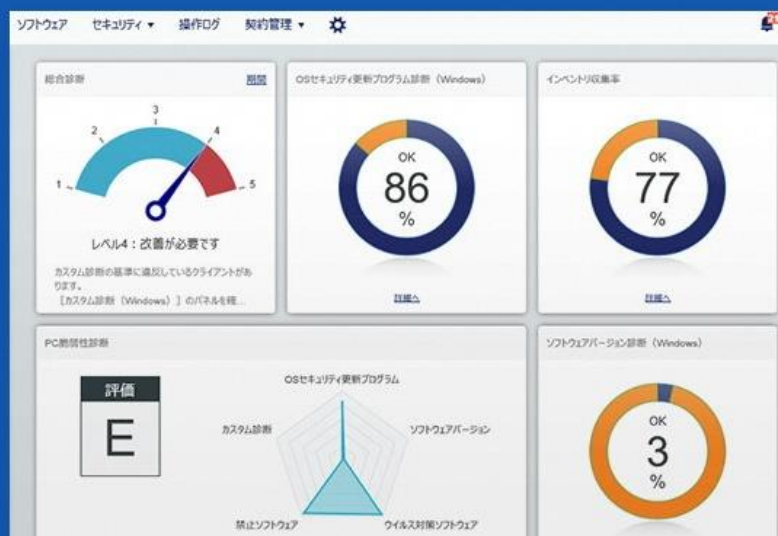 ソフトウェア セキュリティ ▾ 操作ログ 契約管理 ▾
総合診断 期間
1 2 3 4 5
レベル4：改善が必要です
カスタム診断の基準に違反しているクライアントがあ
ります。
［カスタム診断（Windows）］のパネルを確...
OSセキュリティ更新プログラム診断（Windows）
OK
86
%
詳細へ
インベントリ収集率
OK
77
%
詳細へ
PC脆弱性診断
評価
E
OSセキュリティ更新プログラム
カスタム診断
ソフトウェアバージョン
禁止ソフトウェア
ウイルス対策ソフトウェア
ソフトウェアバージョン診断（Windows）
OK
3
%